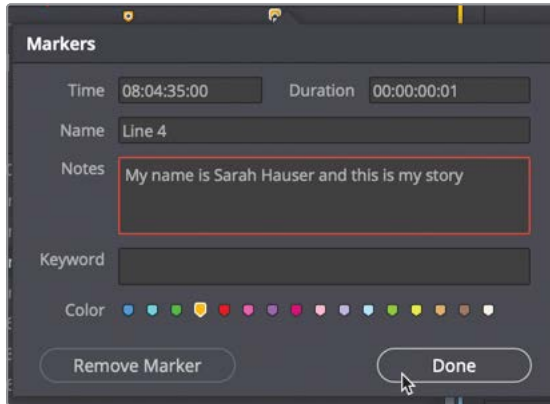 Markers
Time 08:04:35:00 Duration 00:00:00:01
Name Line 4
Notes My name is Sarah Hauser and this is my story
Keyword
Color
Remove Marker Done